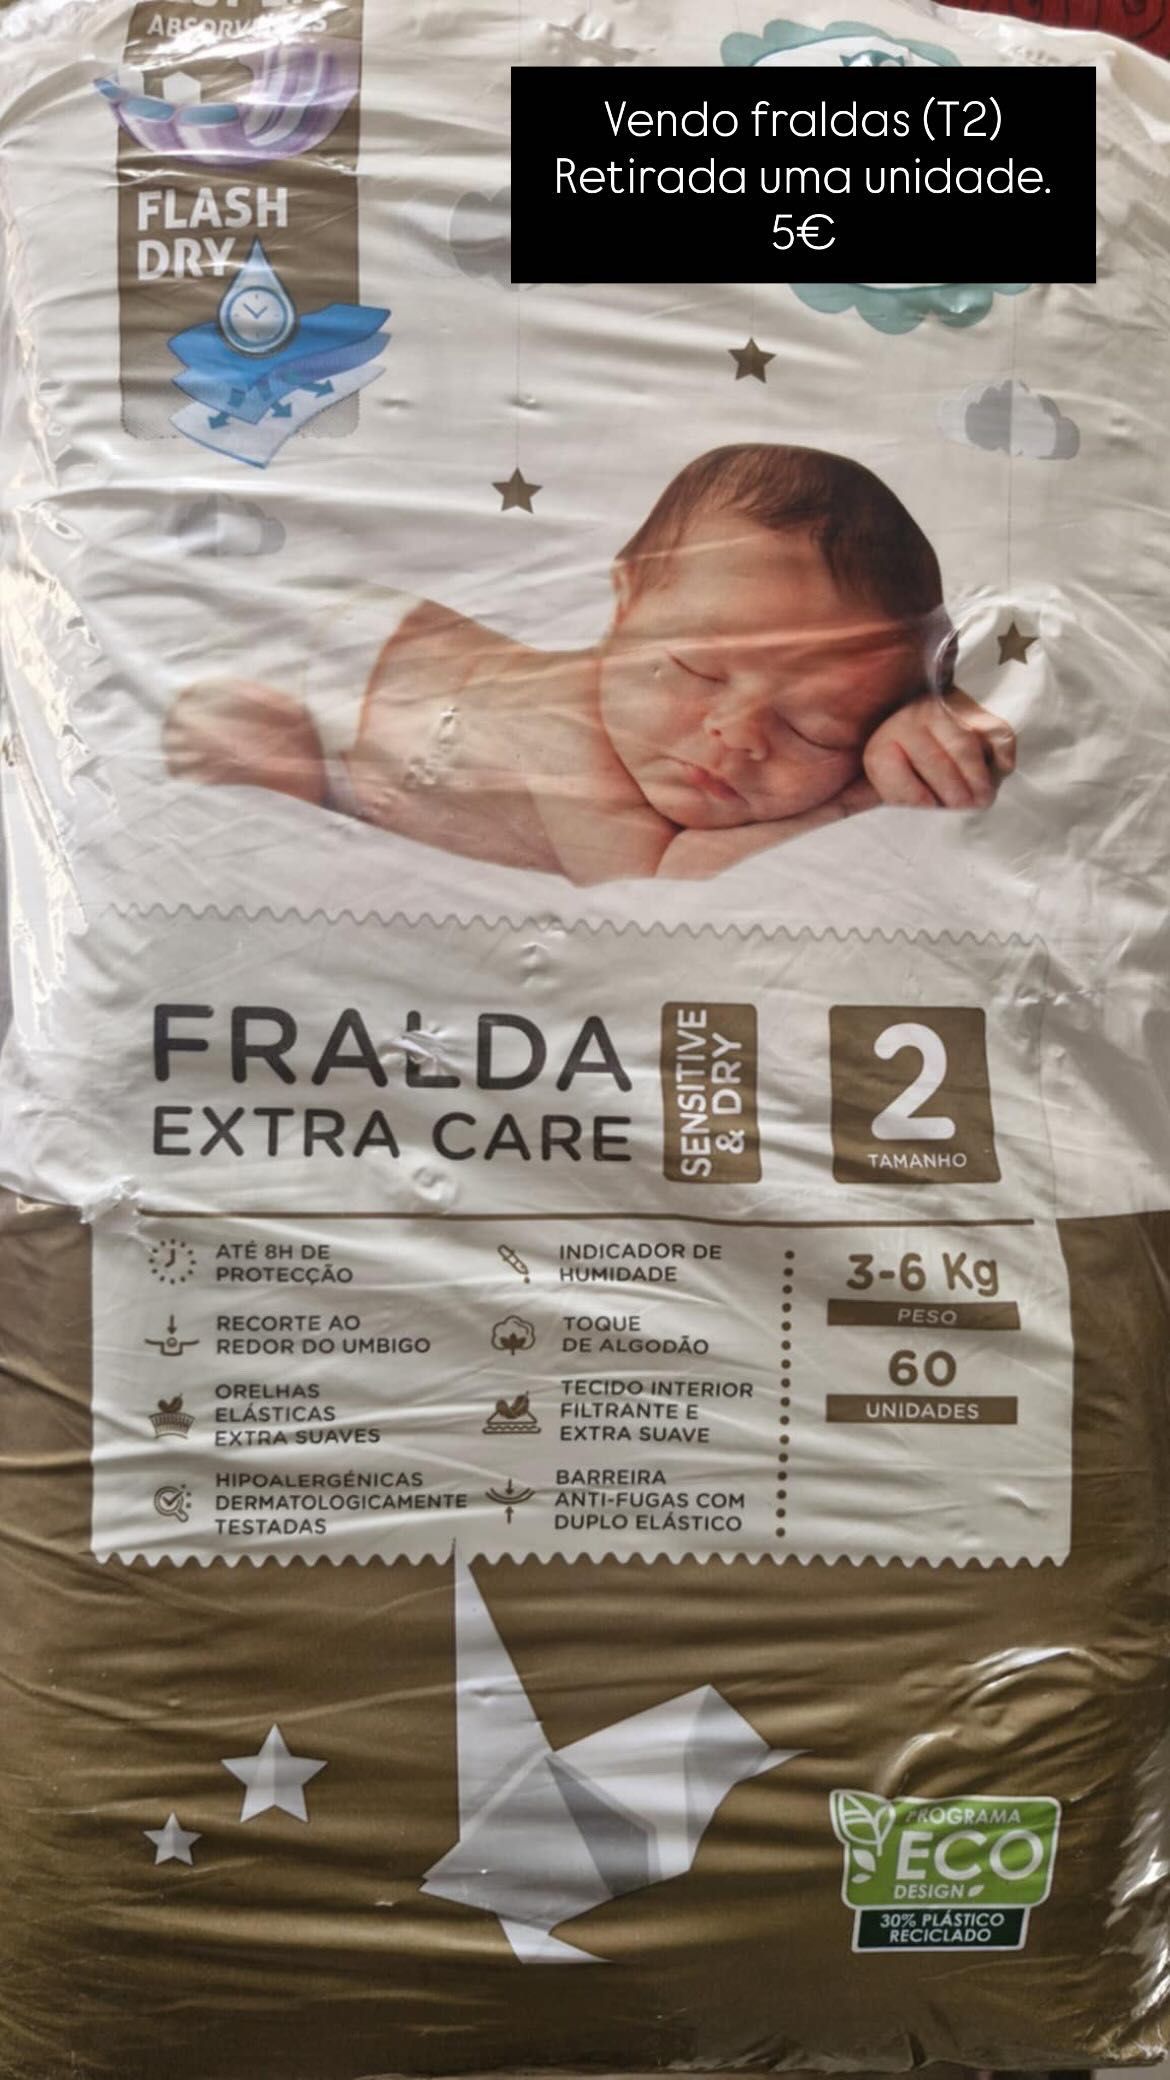 Vendo fraldas (T2)
Retirada uma unidade.
5€
FLASH
DRY
FRALDA
EXTRA CARE
SENSITIVE
& DRY
2
TAMANHO
ATÉ 8H DE
PROTECÇÃO
RECORTE AO
REDOR DO UMBIGO
ORELHAS
ELÁSTICAS
EXTRA SUAVES
HIPOALERGÉNICAS
DERMATOLOGICAMENTE
TESTADAS
INDICADOR DE
HUMIDADE
TOQUE
DE ALGODÃO
TECIDO INTERIOR
FILTRANTE E
EXTRA SUAVE
BARREIRA
ANTI-FUGAS COM
DUPLO ELÁSTICO
3-6 Kg
PESO
60
UNIDADES
PROGRAMA
ECO
DESIGN
30% PLÁSTICO
RECICLADO